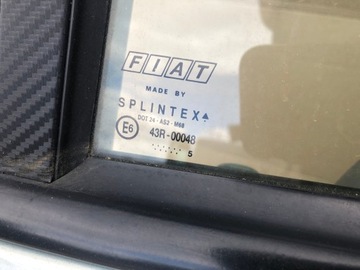 FIAT
MADE BY
SPLINTEX
DOT 24 - AS2 - M68
E6 43R-00048
5